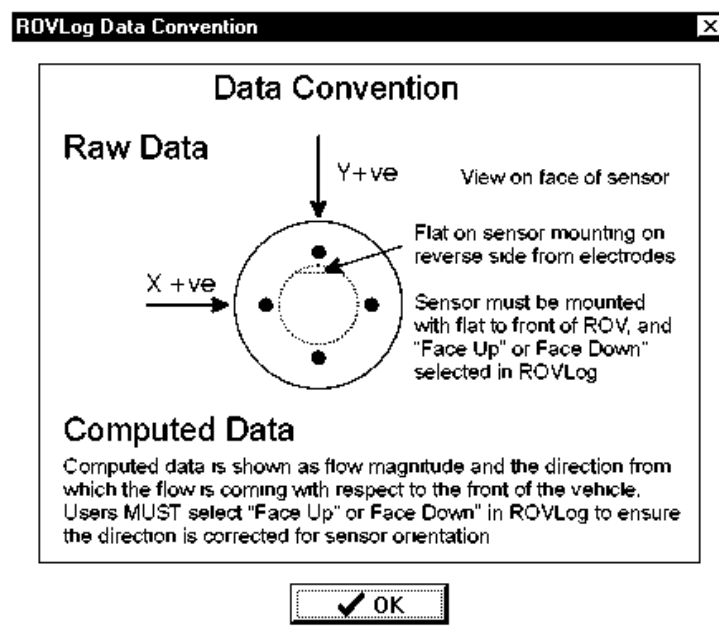 ROVLog Data Convention
Data Convention
Raw Data
Y+ve
View on face of sensor
Flat on sensor mounting on
reverse side from electrodes
X +ve
Sensor must be mounted
with flat to front of ROV, and
"Face Up" or Face Down"
selected in ROVLog
Computed Data
Computed data is shown as flow magnitude and the direction from
which the flow is coming with respect to the front of the vehicle.
Users MUST select "Face Up" or Face Down" in ROVLog to ensure
the direction is corrected for sensor orientation
OK